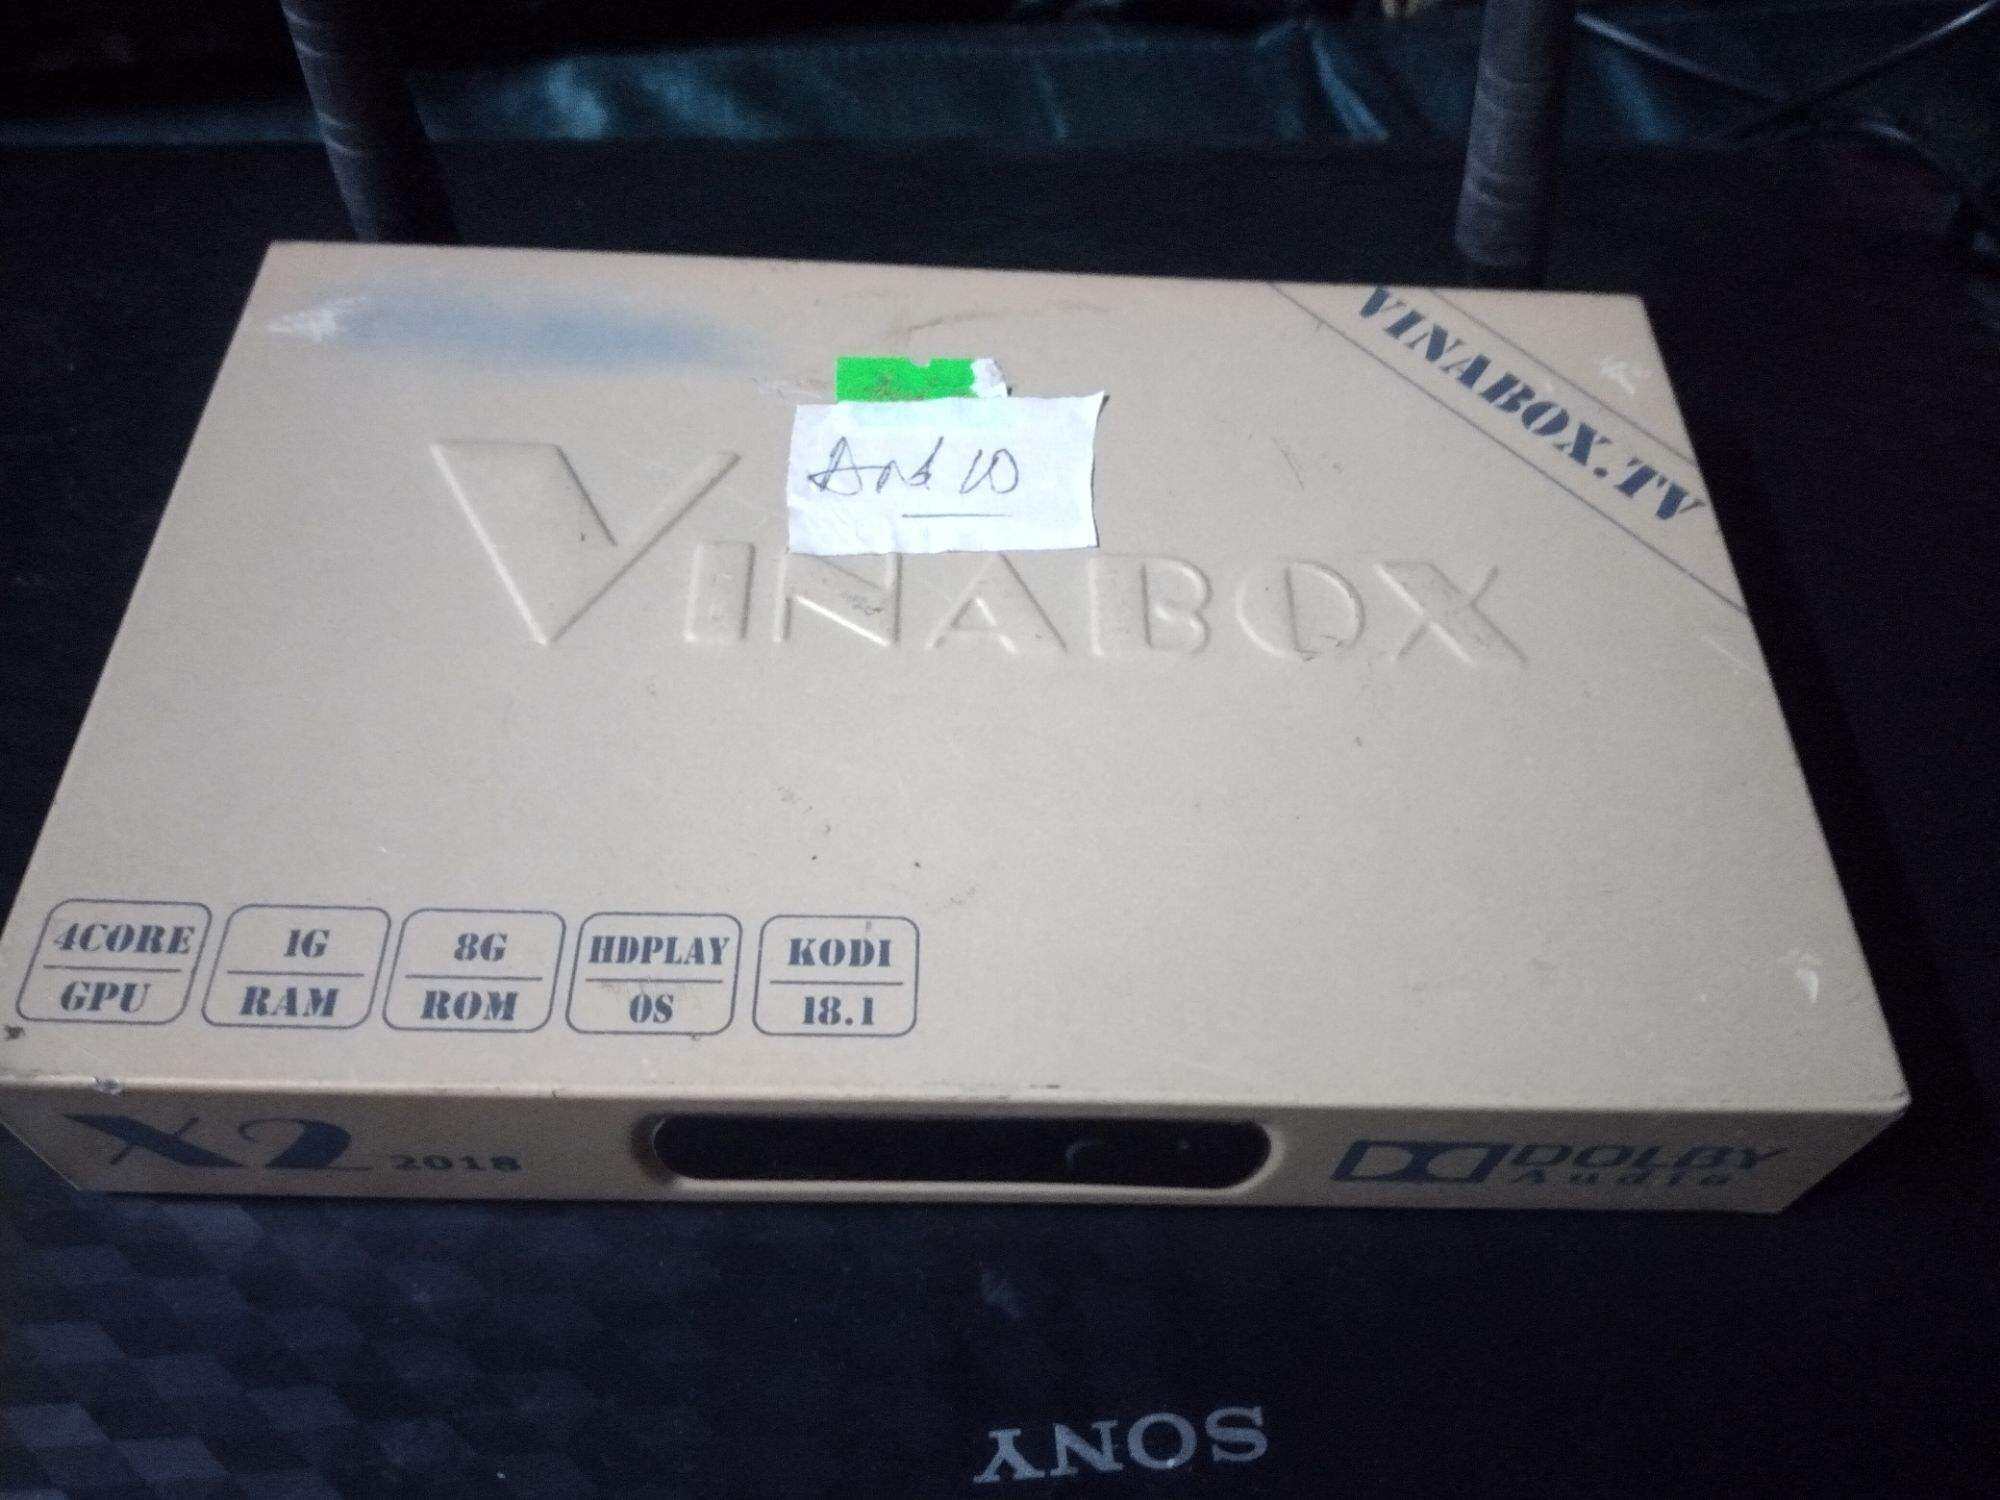 VINABOX.TV
And 10
VINABOX
4CORE
GPU
1G
RAM
8G
ROM
HDPLAY
OS
KODI
18.1
X2 2018
DOLBY
Audio
SONY